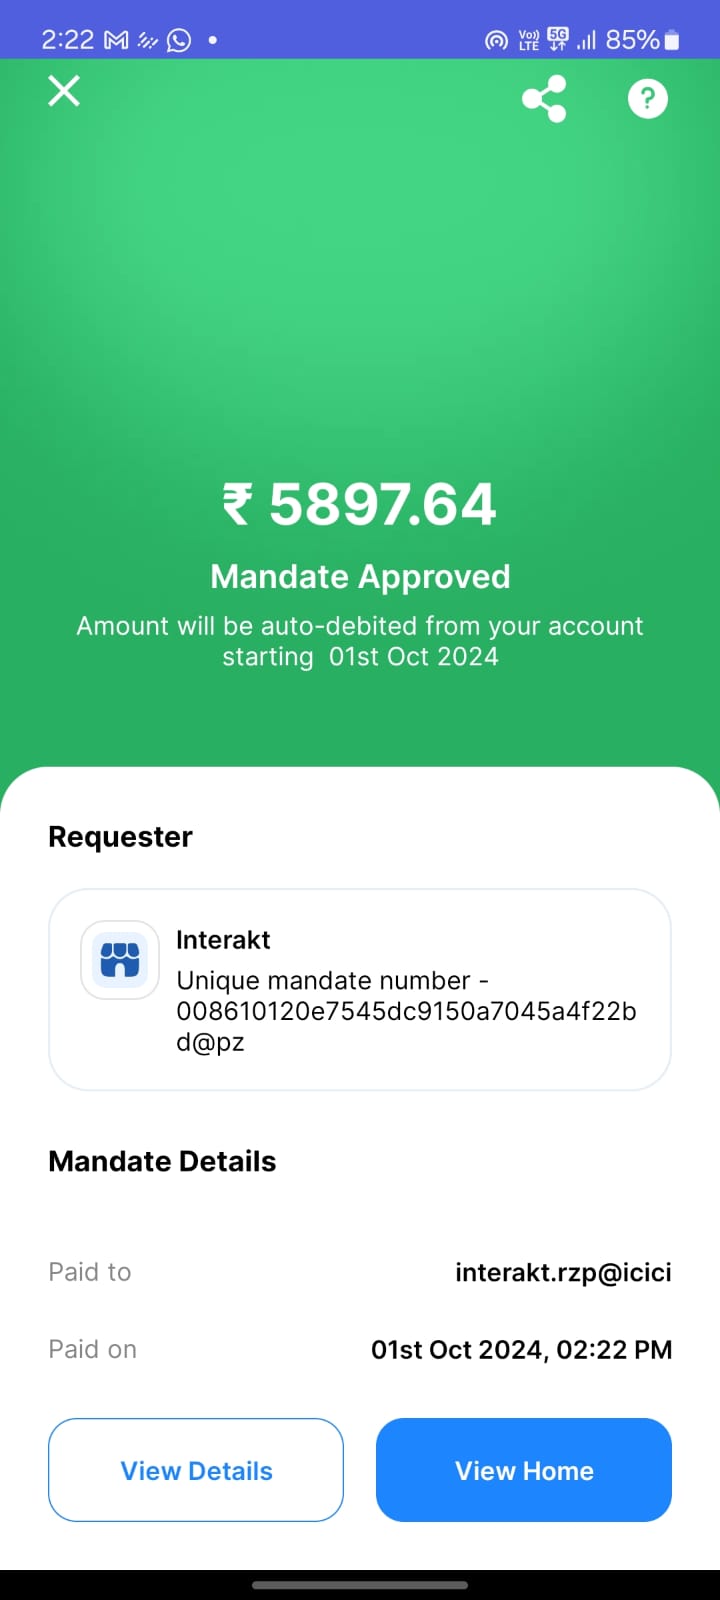 2:22
Vo))
LTE
5G
85%
?
₹ 5897.64
Mandate Approved
Amount will be auto-debited from your account
starting 01st Oct 2024
Requester
Interakt
Unique mandate number -
008610120e7545dc9150a7045a4f22b
d@pz
Mandate Details
Paid to interakt.rzp@icici
Paid on 01st Oct 2024, 02:22 PM
View Details View Home